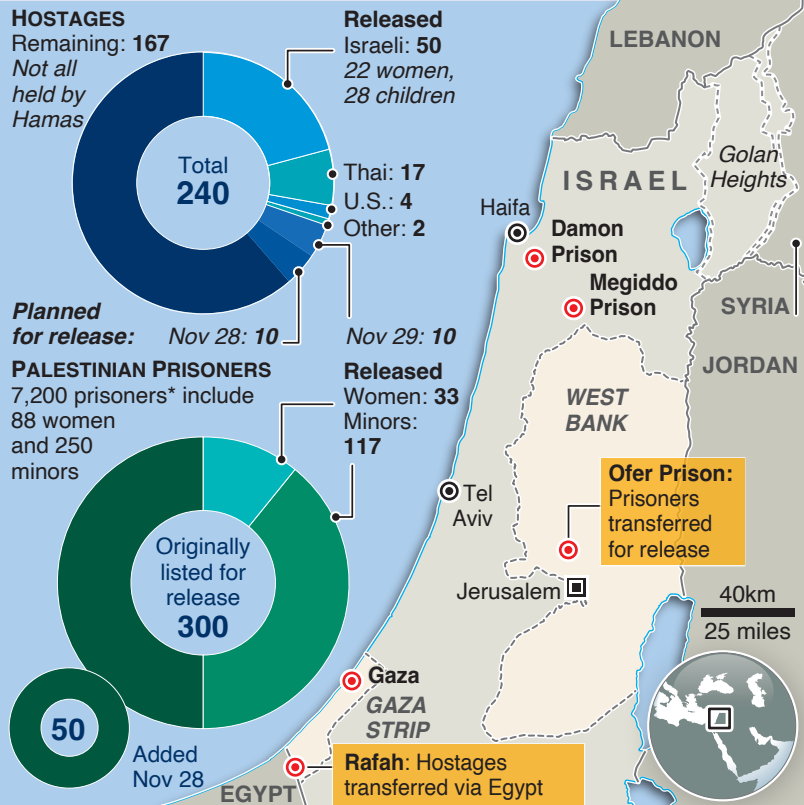 HOSTAGES
Remaining: 167
Not all
held by
Hamas
Total
240
Released
Israeli: 50
22 women,
28 children
Thai: 17
U.S.: 4
Other: 2
Planned
for release:
Nov 28: 10
Nov 29: 10
PALESTINIAN PRISONERS
7,200 prisoners* include
88 women
and 250
minors
Released
Women: 33
Minors:
117
Originally
listed for
release
300
50
Added
Nov 28
LEBANON
ISRAEL
Golan
Heights
Haifa
Damon
Prison
Megiddo
Prison
SYRIA
JORDAN
WEST
BANK
Ofer Prison:
Prisoners
transferred
for release
Tel
Aviv
Jerusalem
40km
25 miles
Gaza
GAZA
STRIP
Rafah: Hostages
transferred via Egypt
EGYPT